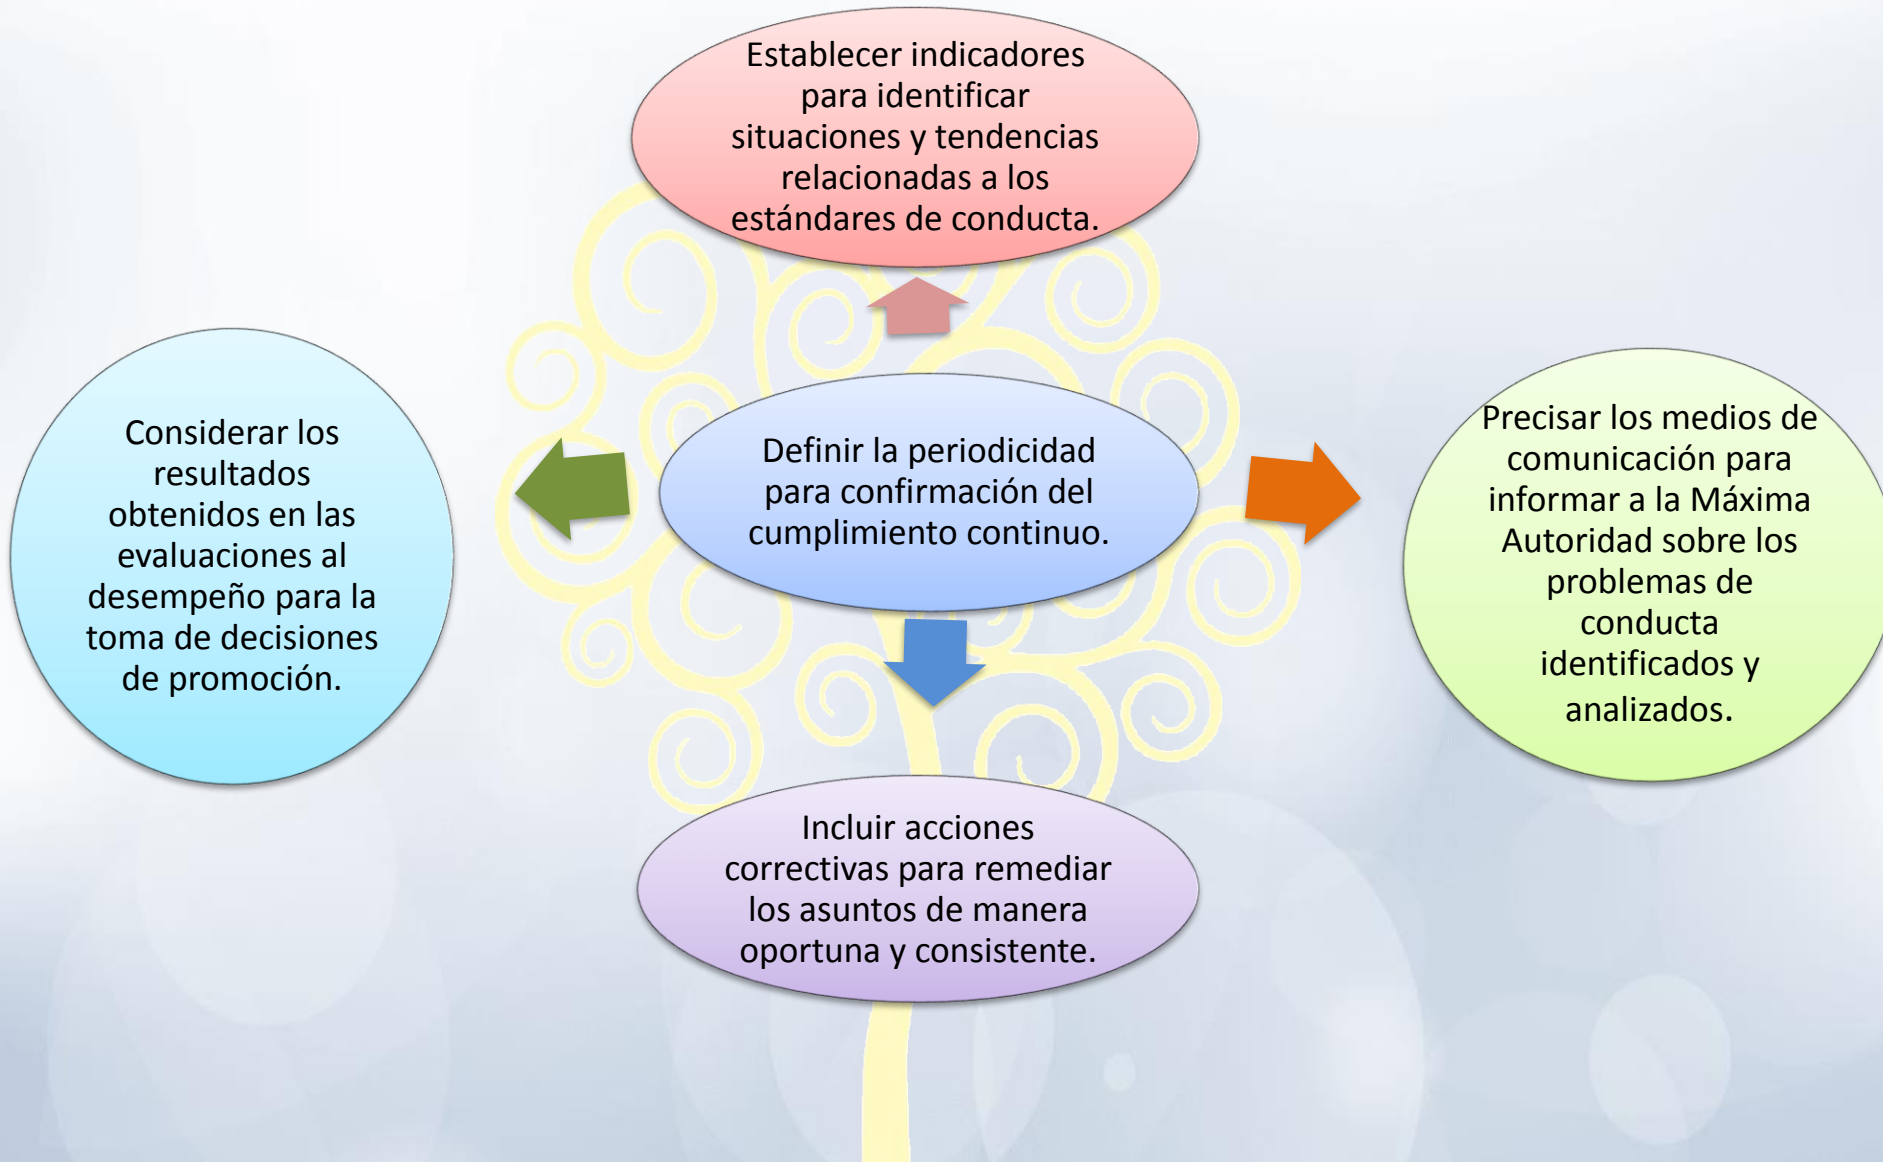 Establecer indicadores
para identificar
situaciones y tendencias
relacionadas a los
estándares de conducta.
Considerar los
resultados
obtenidos en las
evaluaciones al
desempeño para la
toma de decisiones
de promoción.
Definir la periodicidad
para confirmación del
cumplimiento continuo.
Precisar los medios de
comunicación para
informar a la Máxima
Autoridad sobre los
problemas de
conducta
identificados y
analizados.
Incluir acciones
correctivas para remediar
los asuntos de manera
oportuna y consistente.